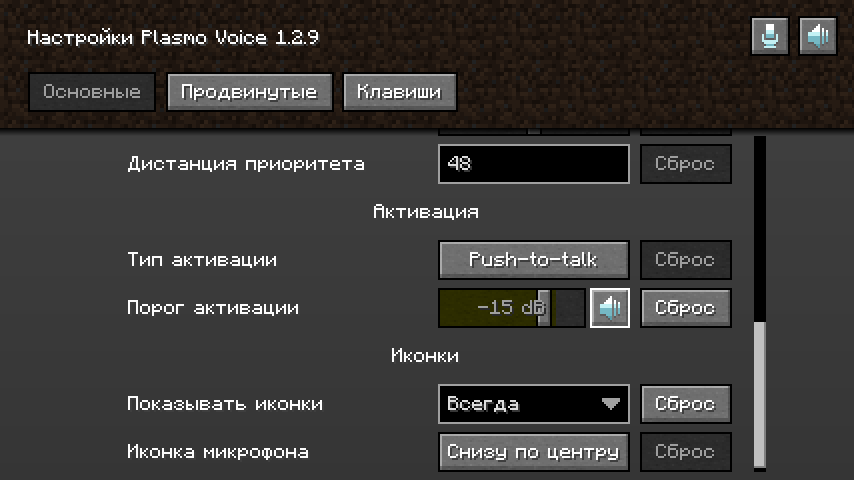 Настройки Plasmo Voice 1.2.9
Основные Продвинутые Клавиши
Дистанция приоритета 48 Сброс
Активация
Тип активации Push-to-talk Сброс
Порог активации -15 dB Сброс
Иконки
Показывать иконки Всегда Сброс
Иконка микрофона Снизу по центру Сброс